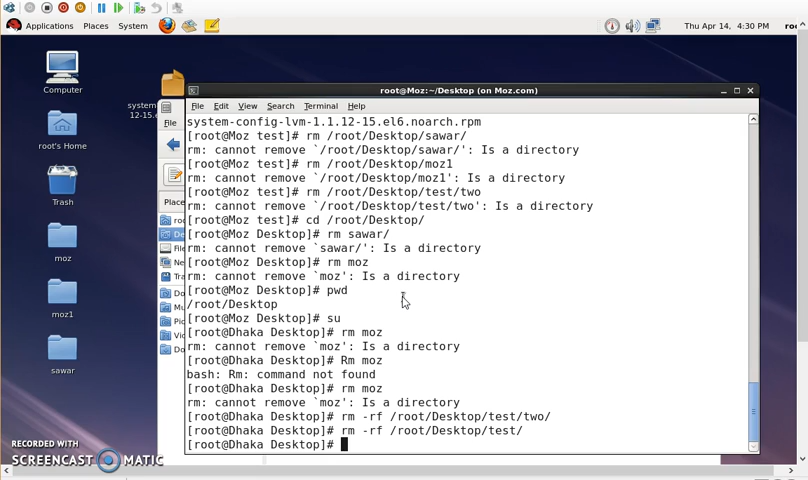 Applications Places System
Thu Apr 14, 4:30 PM
root@Moz:~/Desktop (on Moz.com)
File Edit View Search Terminal Help
system-config-lvm-1.1.12-15.el6.noarch.rpm
[root@Moz test]# rm /root/Desktop/sawar/
rm: cannot remove `/root/Desktop/sawar/': Is a directory
[root@Moz test]# rm /root/Desktop/moz1
rm: cannot remove `/root/Desktop/moz1': Is a directory
[root@Moz test]# rm /root/Desktop/test/two
rm: cannot remove `/root/Desktop/test/two': Is a directory
[root@Moz test]# cd /root/Desktop/
[root@Moz Desktop]# rm sawar/
rm: cannot remove `sawar/': Is a directory
[root@Moz Desktop]# rm moz
rm: cannot remove `moz': Is a directory
[root@Moz Desktop]# pwd
/root/Desktop
[root@Moz Desktop]# su
[root@Dhaka Desktop]# rm moz
rm: cannot remove `moz': Is a directory
[root@Dhaka Desktop]# Rm moz
bash: Rm: command not found
[root@Dhaka Desktop]# rm moz
rm: cannot remove `moz': Is a directory
[root@Dhaka Desktop]# rm -rf /root/Desktop/test/two/
[root@Dhaka Desktop]# rm -rf /root/Desktop/test/
[root@Dhaka Desktop]#
Computer
root's Home
Trash
moz
moz1
sawar
system
12-15.e
File
Place
RECORDED WITH
SCREENCAST MATIC